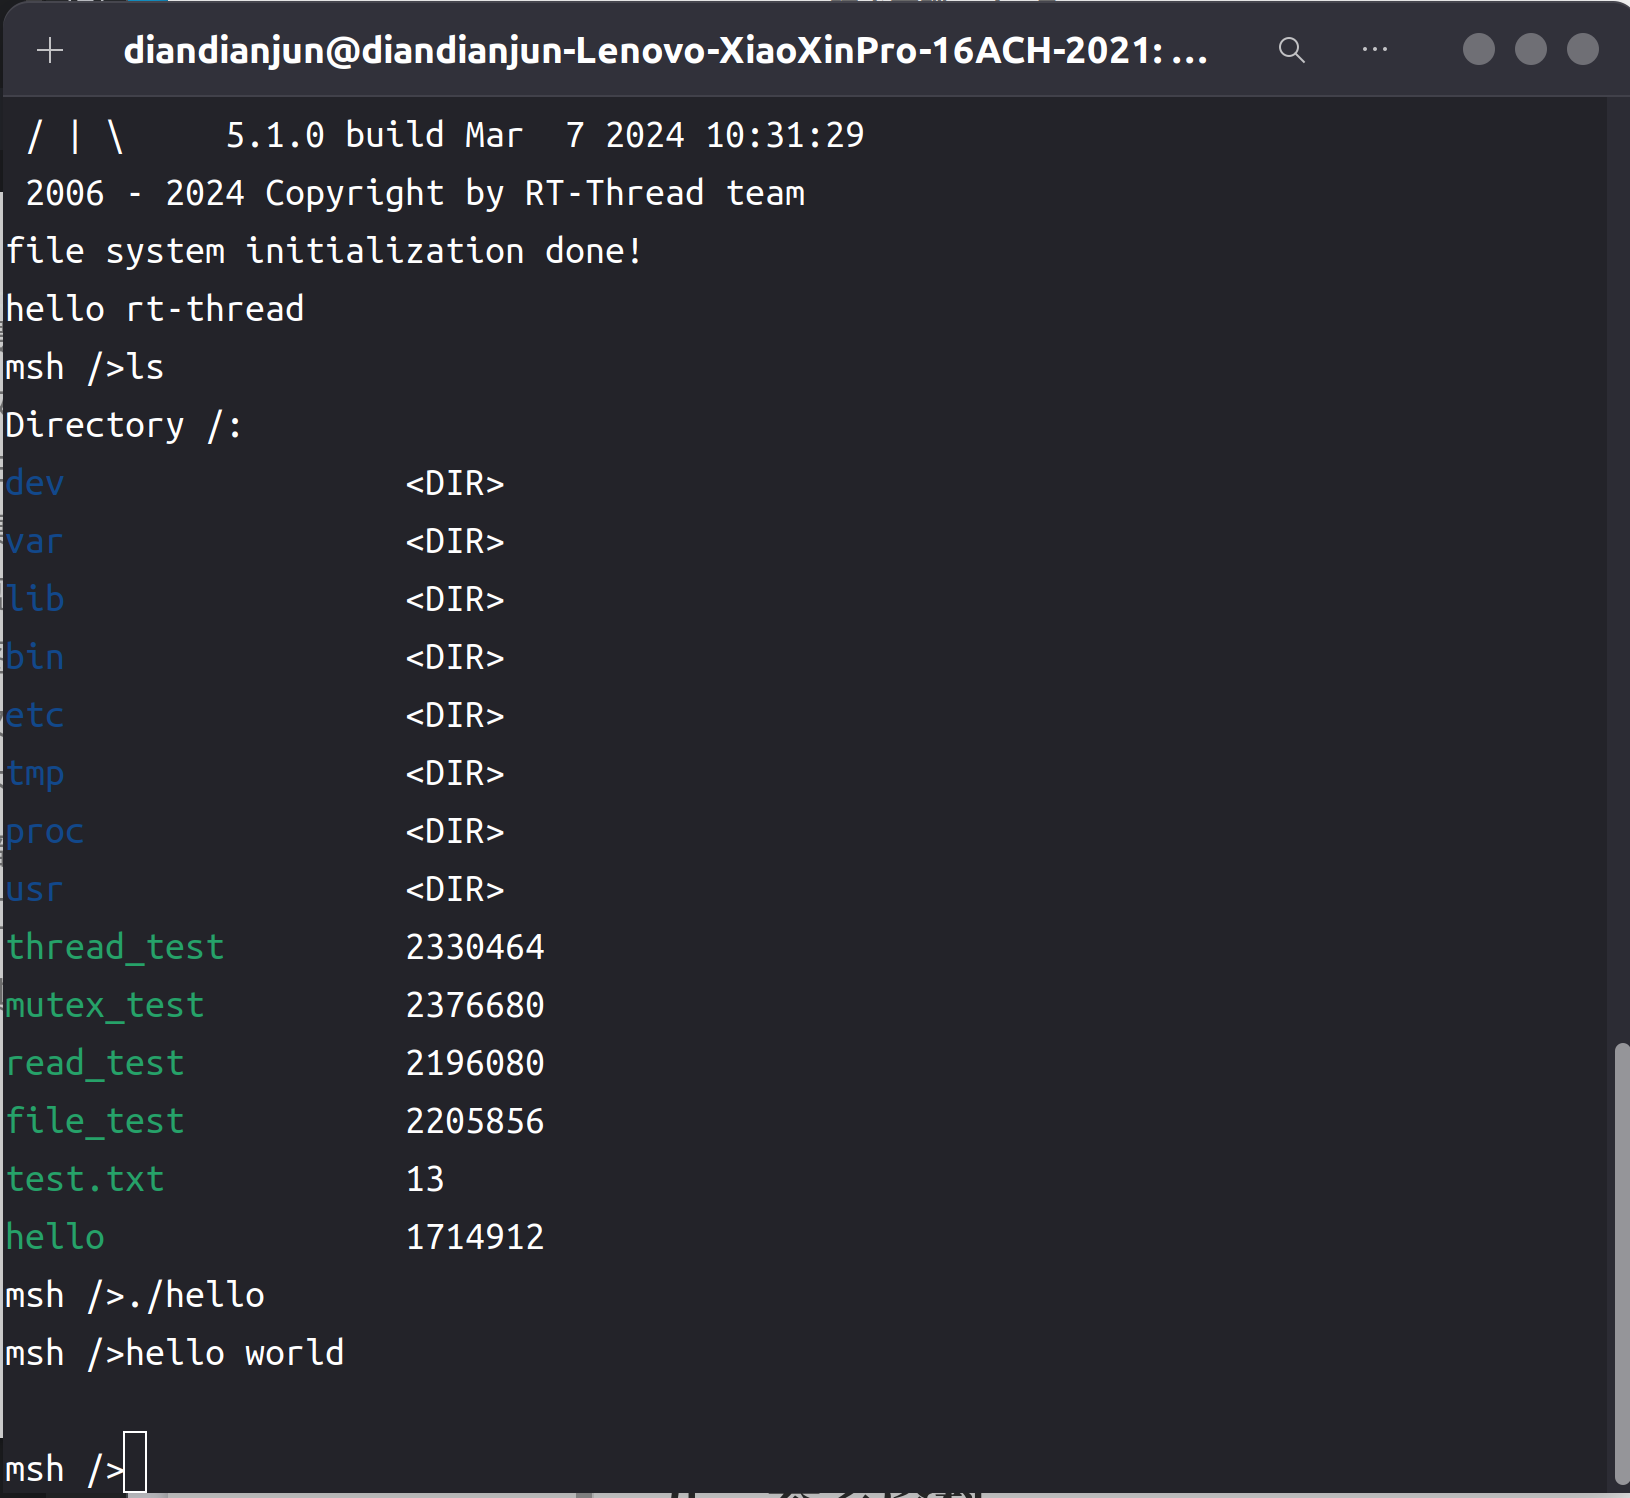 diandianjun@diandianjun-Lenovo-XiaoXinPro-16ACH-2021: ...
/ | \     5.1.0 build Mar  7 2024 10:31:29
2006 - 2024 Copyright by RT-Thread team
file system initialization done!
hello rt-thread
msh />ls
Directory /:
dev                 <DIR>
var                 <DIR>
lib                 <DIR>
bin                 <DIR>
etc                 <DIR>
tmp                 <DIR>
proc                <DIR>
usr                 <DIR>
thread_test         2330464
mutex_test          2376680
read_test           2196080
file_test           2205856
test.txt            13
hello               1714912
msh />./hello
msh />hello world
msh />